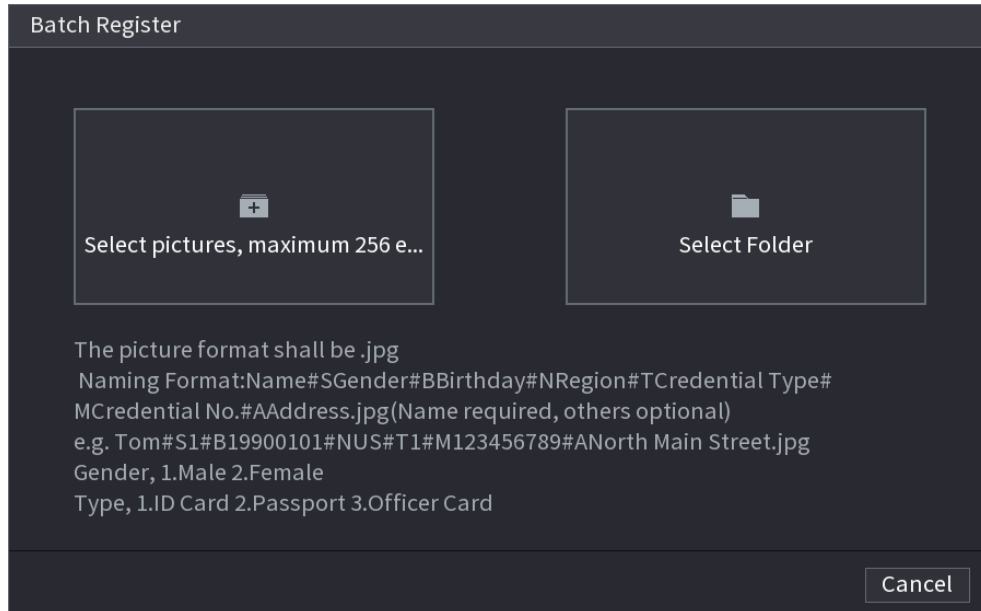 Batch Register
Select pictures, maximum 256 e...
Select Folder
The picture format shall be .jpg
Naming Format:Name#SGender#BBirthday#NRegion#TCredential Type#
MCredential No.#AAddress.jpg(Name required, others optional)
e.g. Tom#S1#B19900101#NUS#T1#M123456789#ANorth Main Street.jpg
Gender, 1.Male 2.Female
Type, 1.ID Card 2.Passport 3.Officer Card
Cancel